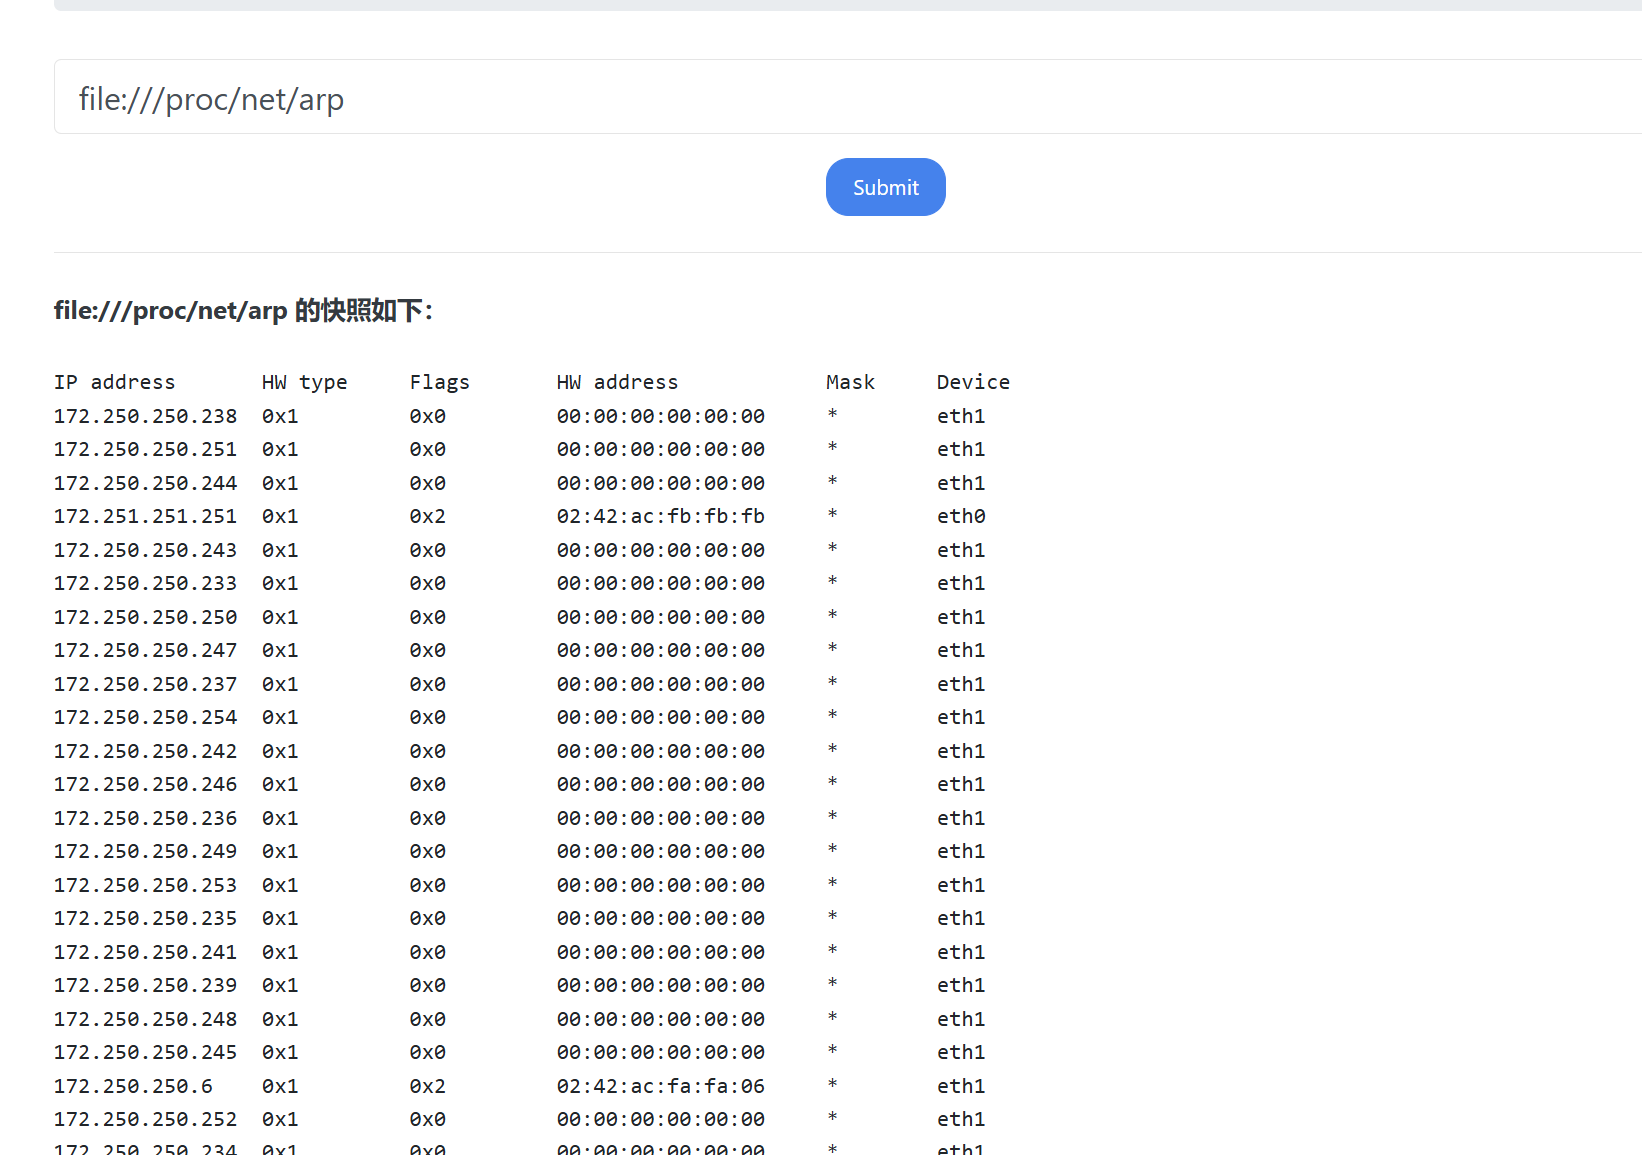 file:///proc/net/arp
Submit
file:///proc/net/arp 的快照如下：
IP address HW type Flags HW address Mask Device
172.250.250.238 0x1 0x0 00:00:00:00:00:00 * eth1
172.250.250.251 0x1 0x0 00:00:00:00:00:00 * eth1
172.250.250.244 0x1 0x0 00:00:00:00:00:00 * eth1
172.251.251.251 0x1 0x2 02:42:ac:fb:fb:fb * eth0
172.250.250.243 0x1 0x0 00:00:00:00:00:00 * eth1
172.250.250.233 0x1 0x0 00:00:00:00:00:00 * eth1
172.250.250.250 0x1 0x0 00:00:00:00:00:00 * eth1
172.250.250.247 0x1 0x0 00:00:00:00:00:00 * eth1
172.250.250.237 0x1 0x0 00:00:00:00:00:00 * eth1
172.250.250.254 0x1 0x0 00:00:00:00:00:00 * eth1
172.250.250.242 0x1 0x0 00:00:00:00:00:00 * eth1
172.250.250.246 0x1 0x0 00:00:00:00:00:00 * eth1
172.250.250.236 0x1 0x0 00:00:00:00:00:00 * eth1
172.250.250.249 0x1 0x0 00:00:00:00:00:00 * eth1
172.250.250.253 0x1 0x0 00:00:00:00:00:00 * eth1
172.250.250.235 0x1 0x0 00:00:00:00:00:00 * eth1
172.250.250.241 0x1 0x0 00:00:00:00:00:00 * eth1
172.250.250.239 0x1 0x0 00:00:00:00:00:00 * eth1
172.250.250.248 0x1 0x0 00:00:00:00:00:00 * eth1
172.250.250.245 0x1 0x0 00:00:00:00:00:00 * eth1
172.250.250.6 0x1 0x2 02:42:ac:fa:fa:06 * eth1
172.250.250.252 0x1 0x0 00:00:00:00:00:00 * eth1
172.250.250.234 0x1 0x0 00:00:00:00:00:00 * eth1